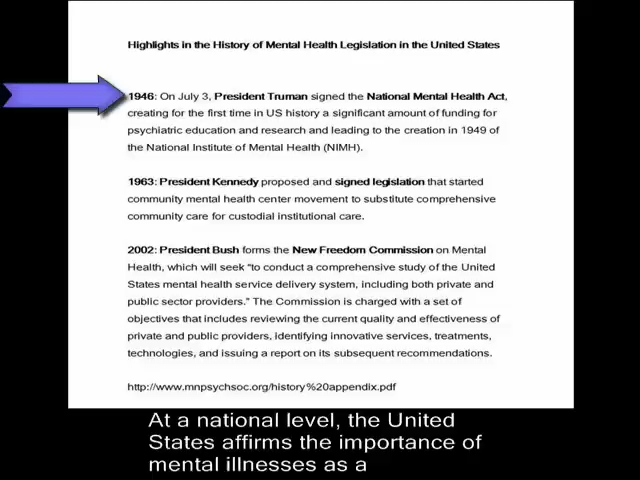 Highlights in the History of Mental Health Legislation in the United States
1946: On July 3, President Truman signed the National Mental Health Act,
creating for the first time in US history a significant amount of funding for
psychiatric education and research and leading to the creation in 1949 of
the National Institute of Mental Health (NIMH).
1963: President Kennedy proposed and signed legislation that started
community mental health center movement to substitute comprehensive
community care for custodial institutional care.
2002: President Bush forms the New Freedom Commission on Mental
Health, which will seek “to conduct a comprehensive study of the United
States mental health service delivery system, including both private and
public sector providers.” The Commission is charged with a set of
objectives that includes reviewing the current quality and effectiveness of
private and public providers, identifying innovative services, treatments,
technologies, and issuing a report on its subsequent recommendations.
http://www.mnpsychsoc.org/history%20appendix.pdf
At a national level, the United
States affirms the importance of
mental illnesses as a